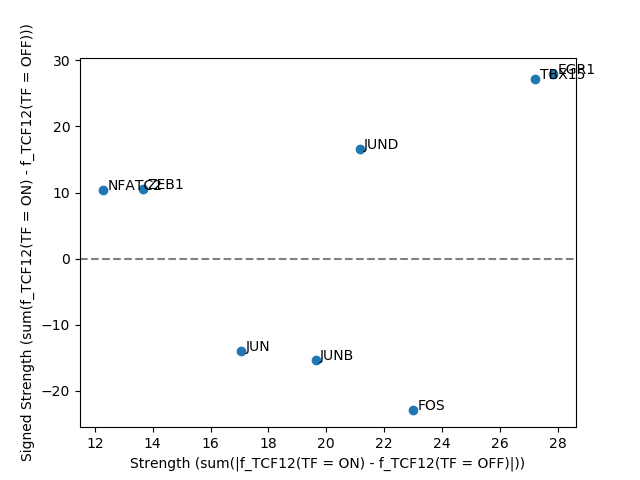 Signed Strength (sum(f_TCF12(TF = ON) - f_TCF12(TF = OFF)))
30
20
10
0
−10
−20
EGR1
TBX15
JUND
NFATC2
ZEB1
JUN
JUNB
FOS
12
14
16
18
20
22
24
26
28
Strength (sum(|f_TCF12(TF = ON) - f_TCF12(TF = OFF)|))